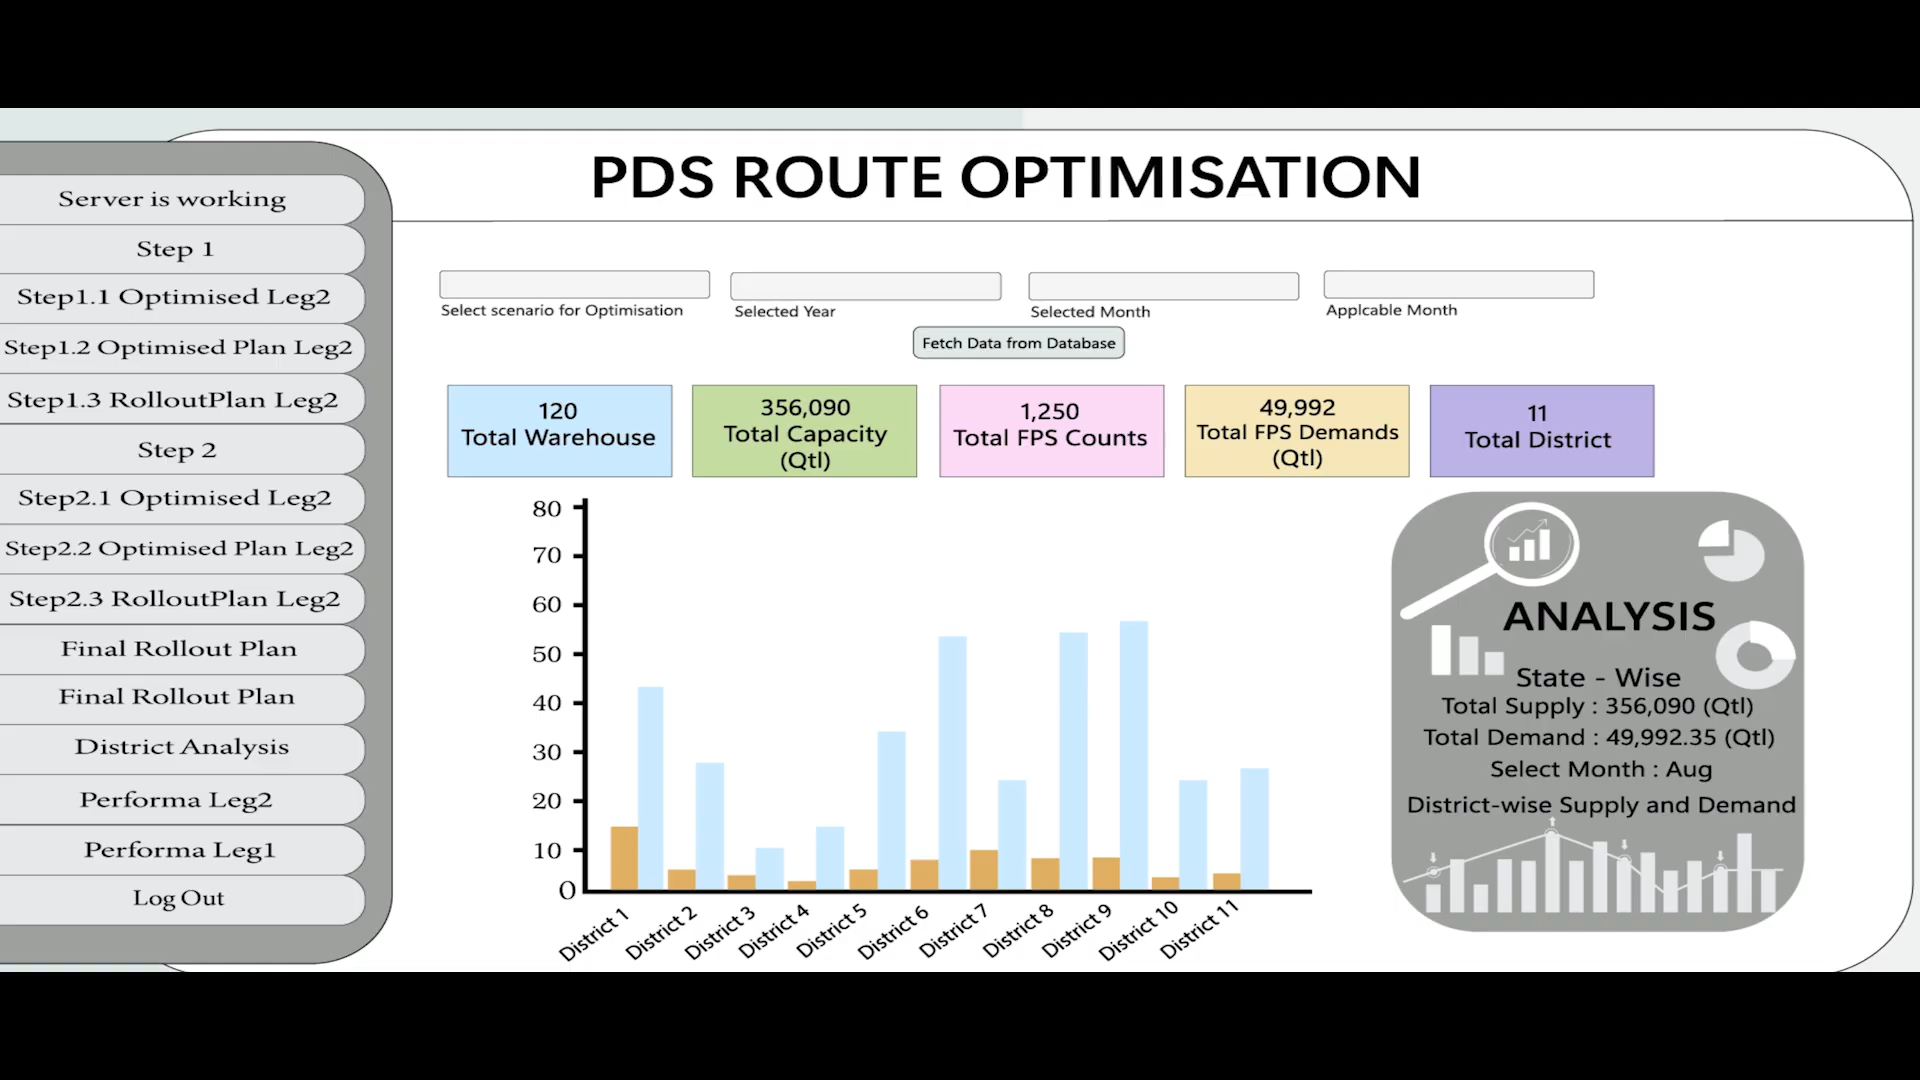 PDS ROUTE OPTIMISATION
Server is working
Step 1
Step1.1 Optimised Leg2
Step1.2 Optimised Plan Leg2
Step1.3 RolloutPlan Leg2
Step 2
Step2.1 Optimised Leg2
Step2.2 Optimised Plan Leg2
Step2.3 RolloutPlan Leg2
Final Rollout Plan
Final Rollout Plan
District Analysis
Performa Leg2
Performa Leg1
Log Out
Select scenario for Optimisation
Selected Year
Selected Month
Applcable Month
Fetch Data from Database
120
Total Warehouse
356,090
Total Capacity
(Qtl)
1,250
Total FPS Counts
49,992
Total FPS Demands
(Qtl)
11
Total District
80
70
60
50
40
30
20
10
0
District 1
District 2
District 3
District 4
District 5
District 6
District 7
District 8
District 9
District 10
District 11
ANALYSIS
State - Wise
Total Supply : 356,090 (Qtl)
Total Demand : 49,992.35 (Qtl)
Select Month : Aug
District-wise Supply and Demand